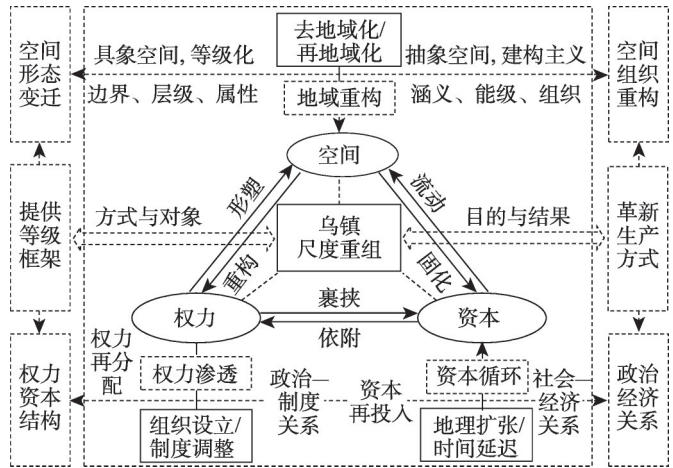 空间
形态
变迁
具象空间, 等级化
去地域化/
再地域化
抽象空间, 建构主义
空间
组织
重构
边界、层级、属性
地域重构
涵义、能级、组织
空间
提供
等级
框架
方式与对象
形塑
重构
乌镇
尺度重组
流动
固化
目的与结果
革新
生产
方式
权力
裹挟
依附
资本
权力
资本
结构
权力
再分
配
权力渗透
组织设立/
制度调整
政治—
制度
关系
资本
再投入
资本循环
地理扩张/
时间延迟
社会—
经济
关系
政治
经济
关系